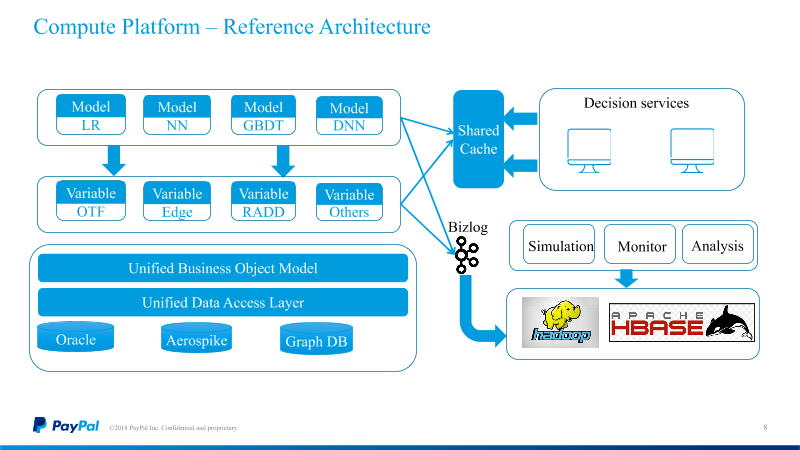 Compute Platform – Reference Architecture
Model
LR
Model
NN
Model
GBDT
Model
DNN
Variable
OTF
Variable
Edge
Variable
RADD
Variable
Others
Unified Business Object Model
Unified Data Access Layer
Oracle
Aerospike
Graph DB
Shared
Cache
Decision services
Bizlog
Simulation
Monitor
Analysis
hadoop
APACHE
HBASE
PayPal
©2018 PayPal Inc. Confidential and proprietary.
8